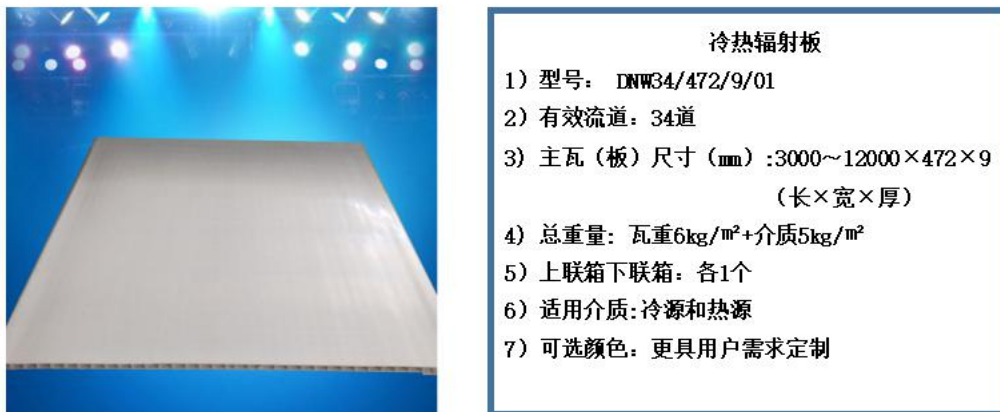 冷热辐射板
1）型号： DNW34/472/9/01
2）有效流道：34道
3）主瓦（板）尺寸（mm）:3000～12000×472×9
（长×宽×厚）
4）总重量: 瓦重6kg/m²+介质5kg/m²
5）上联箱下联箱：各1个
6）适用介质:冷源和热源
7）可选颜色：更具用户需求定制